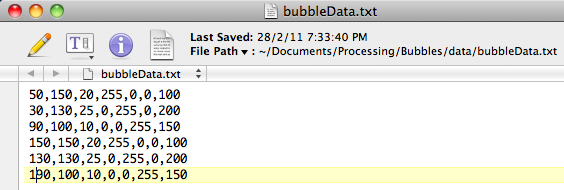 bubbleData.txt
Last Saved: 28/2/11 7:33:40 PM
File Path ▾ : ~/Documents/Processing/Bubbles/data/bubbleData.txt
T
i
bubbleData.txt
50,150,20,255,0,0,100
30,130,25,0,255,0,200
90,100,10,0,0,255,150
150,150,20,255,0,0,100
130,130,25,0,255,0,200
190,100,10,0,0,255,150